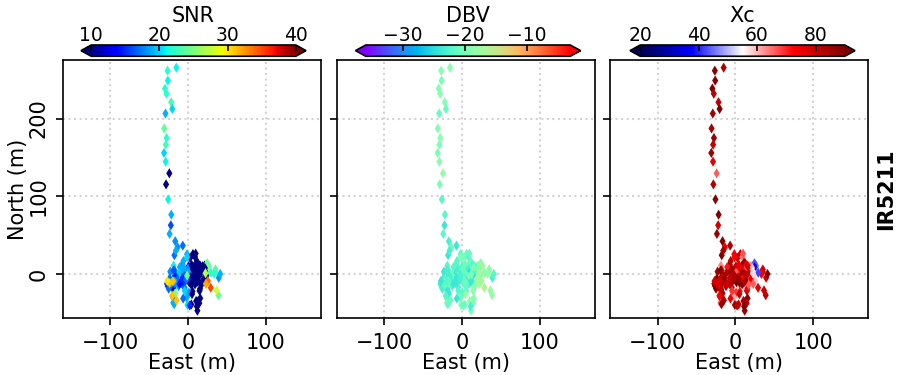 SNR DBV Xc
10 20 30 40 −30 −20 −10 20 40 60 80
North (m)
200
100
0
−100 0 100 −100 0 100 −100 0 100
East (m) East (m) East (m)
IR5211